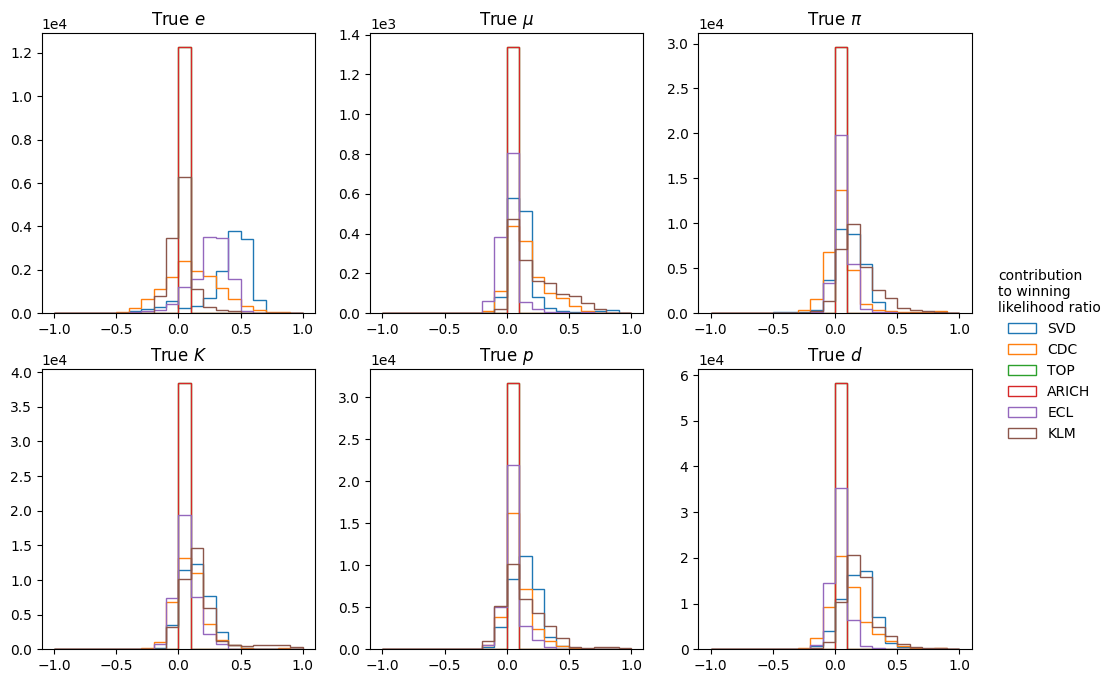 True e
True μ
True π
1e4
1e3
1e4
1.2
1.0
0.8
0.6
0.4
0.2
0.0
1.4
1.2
1.0
0.8
0.6
0.4
0.2
0.0
3.0
2.5
2.0
1.5
1.0
0.5
0.0
−1.0 −0.5 0.0 0.5 1.0
−1.0 −0.5 0.0 0.5 1.0
−1.0 −0.5 0.0 0.5 1.0
True K
True p
True d
1e4
1e4
1e4
4.0
3.5
3.0
2.5
2.0
1.5
1.0
0.5
0.0
3.0
2.5
2.0
1.5
1.0
0.5
0.0
6
5
4
3
2
1
0
−1.0 −0.5 0.0 0.5 1.0
−1.0 −0.5 0.0 0.5 1.0
−1.0 −0.5 0.0 0.5 1.0
contribution
to winning
likelihood ratio
SVD
CDC
TOP
ARICH
ECL
KLM